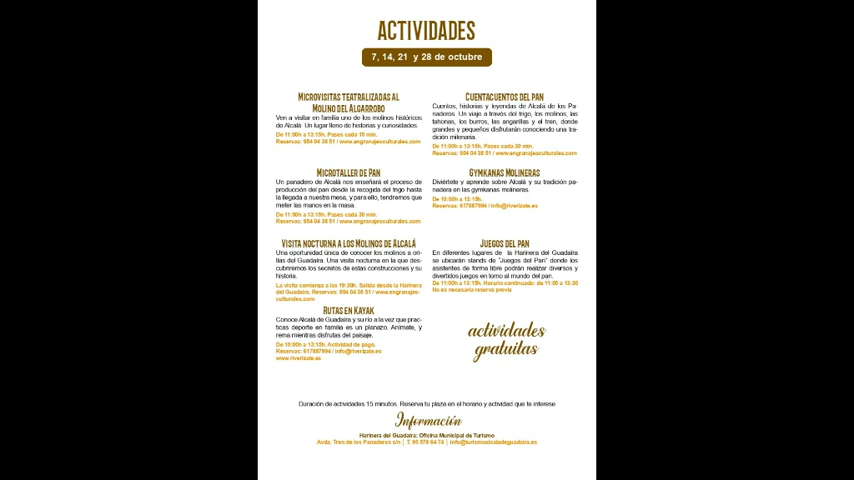 ACTIVIDADES
7, 14, 21 y 28 de octubre
MICROVISITAS TEATRALIZADAS AL
MOLINO DEL ALGARROBO
Ven a visitar en familia uno de los molinos históricos
de Alcalá. Un lugar lleno de historias y curiosidades.
De 11:00h a 13:15h. Pases cada 15 min.
Reservas: 954 04 38 51 / www.engranajesculturales.com
MICROTALLER DE PAN
Un panadero de Alcalá nos enseñará el proceso de
producción del pan desde la recogida del trigo hasta
la llegada a nuestra mesa, y para ello, tendremos que
meter las manos en la masa.
De 11:00h a 13:15h. Pases cada 30 min.
Reservas: 954 04 38 51 / www.engranajesculturales.com
VISITA NOCTURNA A LOS MOLINOS DE ALCALÁ
Una oportunidad única de conocer los molinos a ori-
llas del Guadaíra. Una visita nocturna en la que des-
cubriremos los secretos de estas construcciones y su
historia.
La visita comienza a las 19:30h. Salida desde la Harinera
del Guadaíra. Reservas: 954 04 38 51 / www.engranajes-
culturales.com
RUTAS EN KAYAK
Conoce Alcalá de Guadaíra y su río a la vez que prac-
ticas deporte en familia es un planazo. Anímate, y
rema mientras disfrutas del paisaje.
De 10:00h a 13:15h. Actividad de pago.
Reservas: 617987994 / info@riverizate.es
www.riverizate.es
CUENTACUENTOS DEL PAN
Cuentos, historias y leyendas de Alcalá de los Pa-
naderos. Un viaje a través del trigo, los molinos, las
tahonas, los burros, las angarillas y el tren, donde
grandes y pequeños disfrutarán conociendo una tra-
dición milenaria.
De 11:00h a 13:15h. Pases cada 30 min.
Reservas: 954 04 38 51 / www.engranajesculturales.com
GYMKANAS MOLINERAS
Diviértete y aprende sobre Alcalá y su tradición pa-
nadera en las gymkanas molineras.
De 10:00h a 13:15h.
Reservas: 617987994 / info@riverizate.es
JUEGOS DEL PAN
En diferentes lugares de la Harinera del Guadaíra
se ubicarán stands de "Juegos del Pan" donde los
asistentes de forma libre podrán realizar diversos y
divertidos juegos en torno al mundo del pan.
De 11:00h a 13:15h. Horario continuado: de 11:00 a 13:30
No es necesaria reserva previa
actividades
gratuitas
Duración de actividades 15 minutos. Reserva tu plaza en el horario y actividad que te interese
Información
Harinera del Guadaíra: Oficina Municipal de Turismo
Avda. Tren de los Panaderos s/n | T. 95 579 64 74 | info@turismoalcaladeguadaira.es